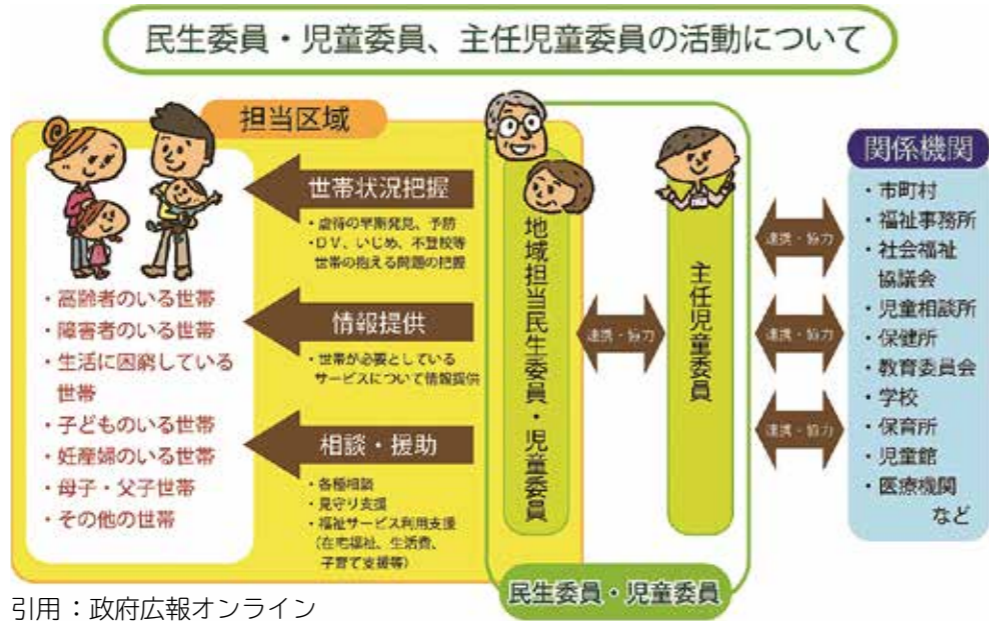 民生委員・児童委員、主任児童委員の活動について
担当区域
・高齢者のいる世帯
・障害者のいる世帯
・生活に困窮している
世帯
・子どものいる世帯
・妊産婦のいる世帯
・母子・父子世帯
・その他の世帯
世帯状況把握
・虐待の早期発見、予防
・DV、いじめ、不登校等
世帯の抱える問題の把握
情報提供
・世帯が必要としている
サービスについて情報提供
相談・援助
・各種相談
・見守り支援
・福祉サービス利用支援
(在宅福祉、生活費、
子育て支援等)
地域担当民生委員・児童委員
連携・協力
主任児童委員
連携・協力
連携・協力
連携・協力
関係機関
・市町村
・福祉事務所
・社会福祉
協議会
・児童相談所
・保健所
・教育委員会
・学校
・保育所
・児童館
・医療機関
など
民生委員・児童委員
引用：政府広報オンライン